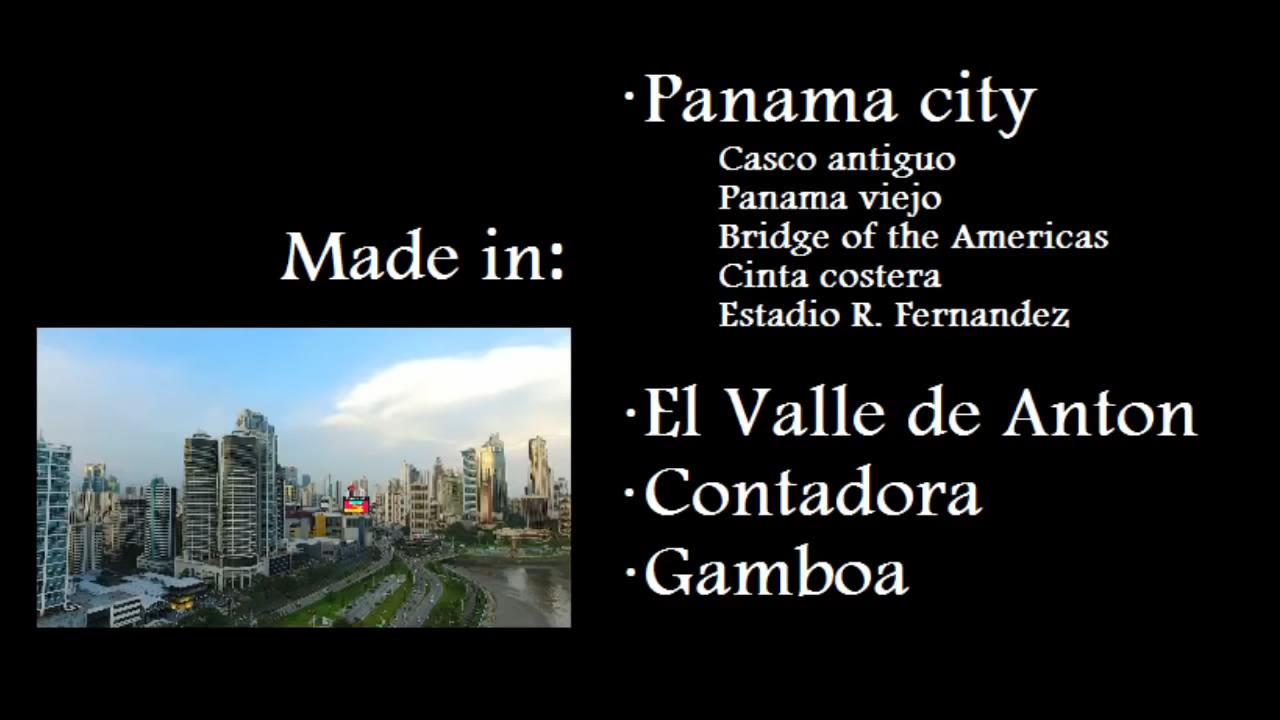 Made in:
·Panama city
Casco antiguo
Panama viejo
Bridge of the Americas
Cinta costera
Estadio R. Fernandez
·El Valle de Anton
·Contadora
·Gamboa